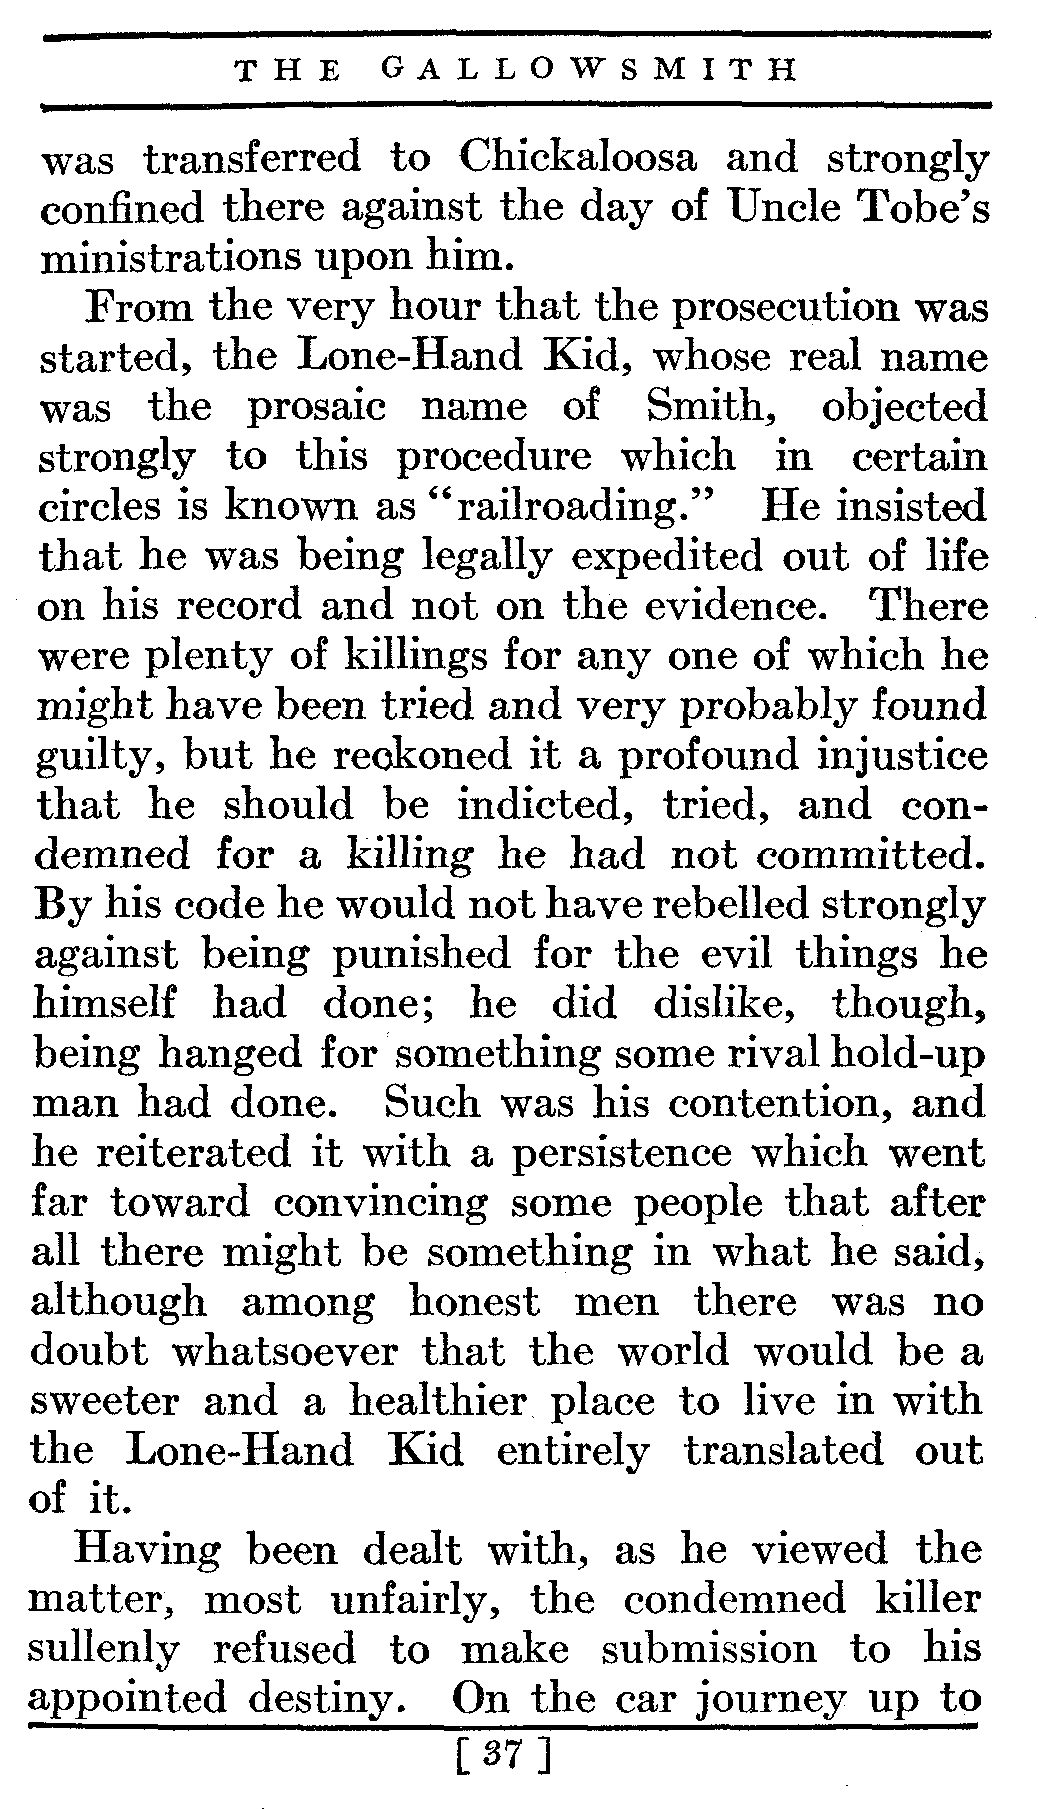 THE GALLOWSMITH
was transferred to Chickaloosa and strongly
confined there against the day of Uncle Tobe's
ministrations upon him.
From the very hour that the prosecution was
started, the Lone-Hand Kid, whose real name
was the prosaic name of Smith, objected
strongly to this procedure which in certain
circles is known as "railroading." He insisted
that he was being legally expedited out of life
on his record and not on the evidence. There
were plenty of killings for any one of which he
might have been tried and very probably found
guilty, but he reckoned it a profound injustice
that he should be indicted, tried, and con-
demned for a killing he had not committed.
By his code he would not have rebelled strongly
against being punished for the evil things he
himself had done; he did dislike, though,
being hanged for something some rival hold-up
man had done. Such was his contention, and
he reiterated it with a persistence which went
far toward convincing some people that after
all there might be something in what he said,
although among honest men there was no
doubt whatsoever that the world would be a
sweeter and a healthier place to live in with
the Lone-Hand Kid entirely translated out
of it.
Having been dealt with, as he viewed the
matter, most unfairly, the condemned killer
sullenly refused to make submission to his
appointed destiny. On the car journey up to
[37]